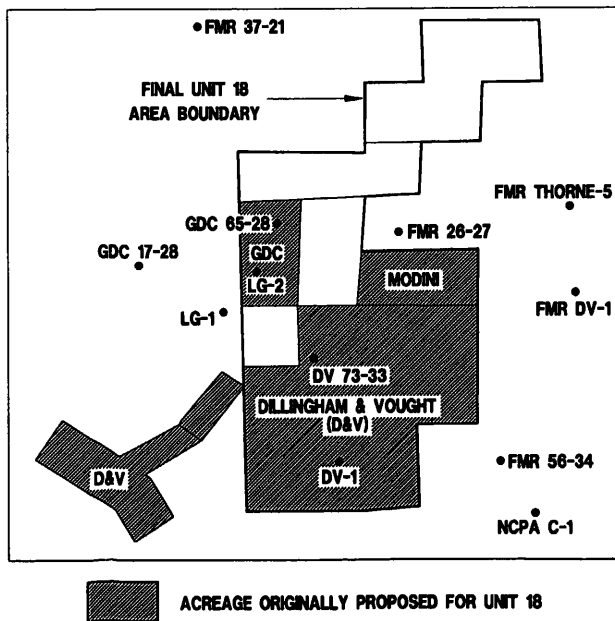 FMR 37-21
FINAL UNIT 18
AREA BOUNDARY
FMR THORNE-5
GDC 65-28
FMR 26-27
GDC 17-28
GDC
LG-2
MODINI
FMR DV-1
LG-1
DV 73-33
DILLINGHAM & VOUGHT
(D&V)
D&V
DV-1
FMR 56-34
NCPA C-1
ACREAGE ORIGINALLY PROPOSED FOR UNIT 18